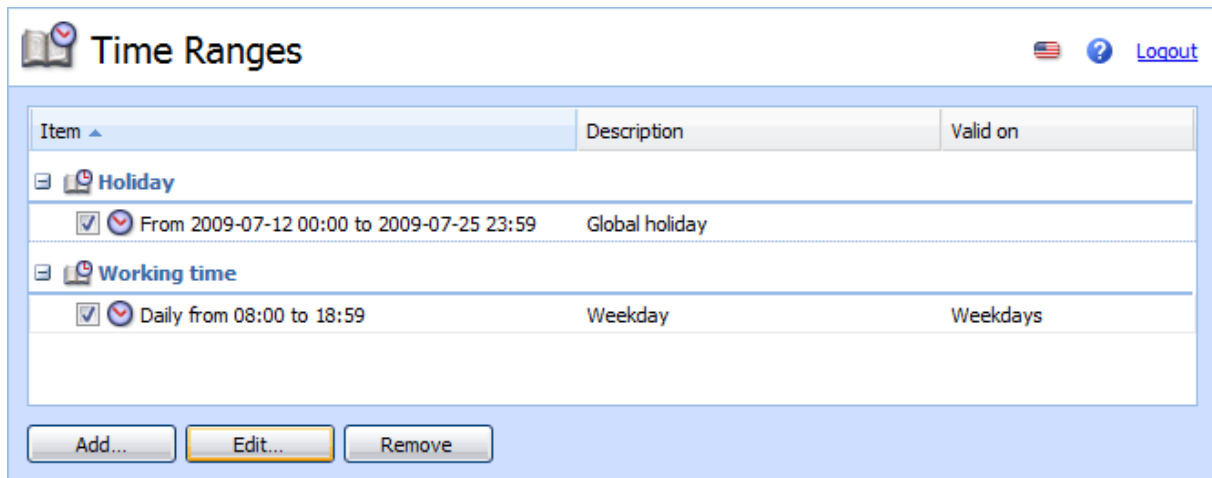 Time Ranges
Logout
Item Description Valid on
Holiday
From 2009-07-12 00:00 to 2009-07-25 23:59 Global holiday
Working time
Daily from 08:00 to 18:59 Weekday Weekdays
Add... Edit... Remove